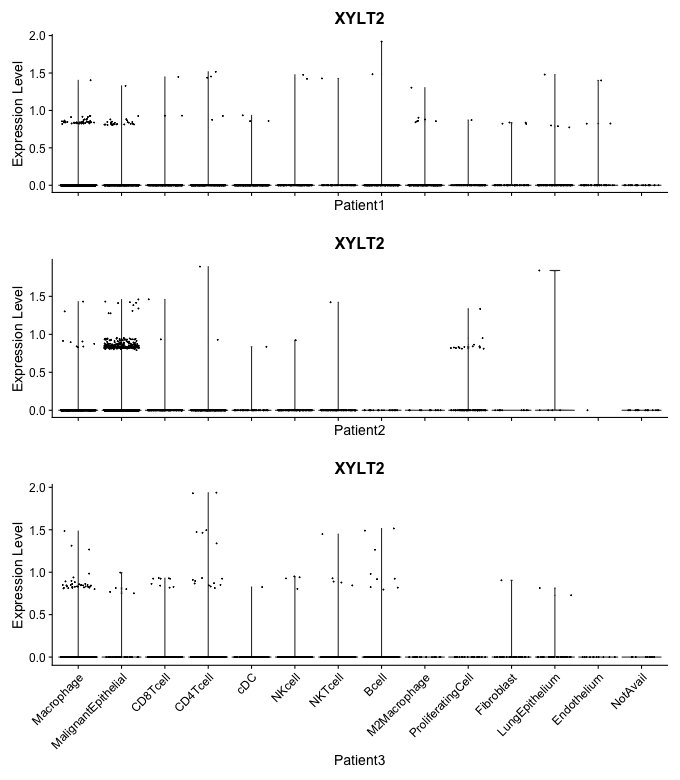 XYLT2
Expression Level
2.0
1.5
1.0
0.5
0.0
Patient1
XYLT2
Expression Level
1.5
1.0
0.5
0.0
Patient2
XYLT2
Expression Level
2.0
1.5
1.0
0.5
0.0
Macrophage
MalignantEpithelial
CD8Tcell
CD4Tcell
cDC
NKcell
NKTcell
Bcell
M2Macrophage
ProliferatingCell
Fibroblast
LungEpithelium
Endothelium
NotAvail
Patient3